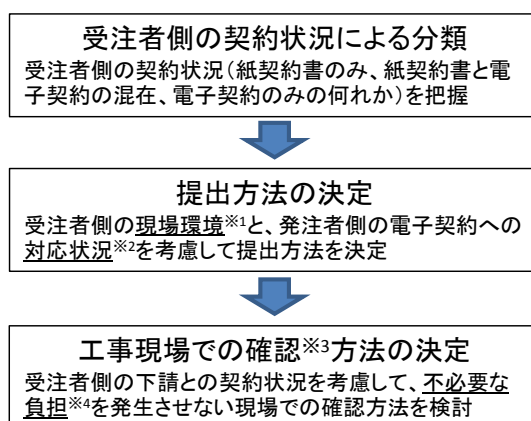 受注者側の契約状況による分類
受注者側の契約状況(紙契約書のみ、紙契約書と電
子契約の混在、電子契約のみの何れか)を把握
提出方法の決定
受注者側の現場環境※1と、発注者側の電子契約への
対応状況※2を考慮して提出方法を決定
工事現場での確認※3方法の決定
受注者側の下請との契約状況を考慮して、不必要な
負担※4を発生させない現場での確認方法を検討